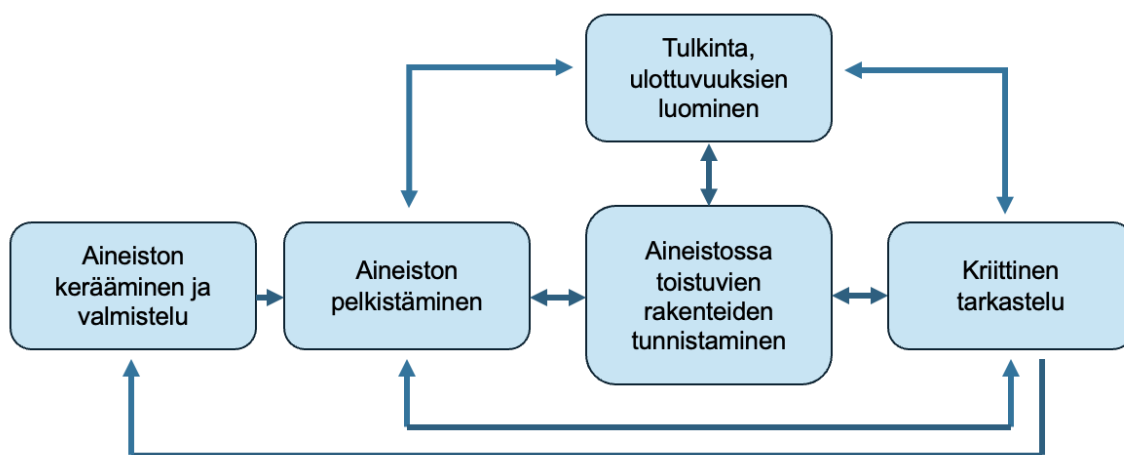 Tulkinta,
ulottuvuuksien
luominen
Aineiston
kerääminen ja
valmistelu
Aineiston
pelkistäminen
Aineistossa
toistuvien
rakenteiden
tunnistaminen
Kriittinen
tarkastelu